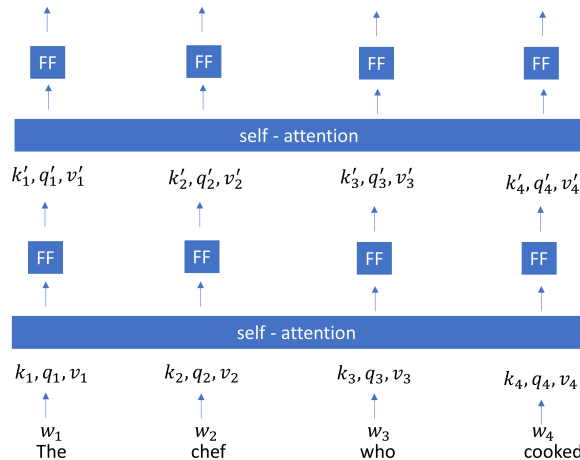 FF FF FF FF
self - attention
k′₁, q′₁, v′₁ k′₂, q′₂, v′₂ k′₃, q′₃, v′₃ k′₄, q′₄, v′₄
FF FF FF FF
self - attention
k₁, q₁, v₁ k₂, q₂, v₂ k₃, q₃, v₃ k₄, q₄, v₄
w₁ w₂ w₃ w₄
The chef who cooked